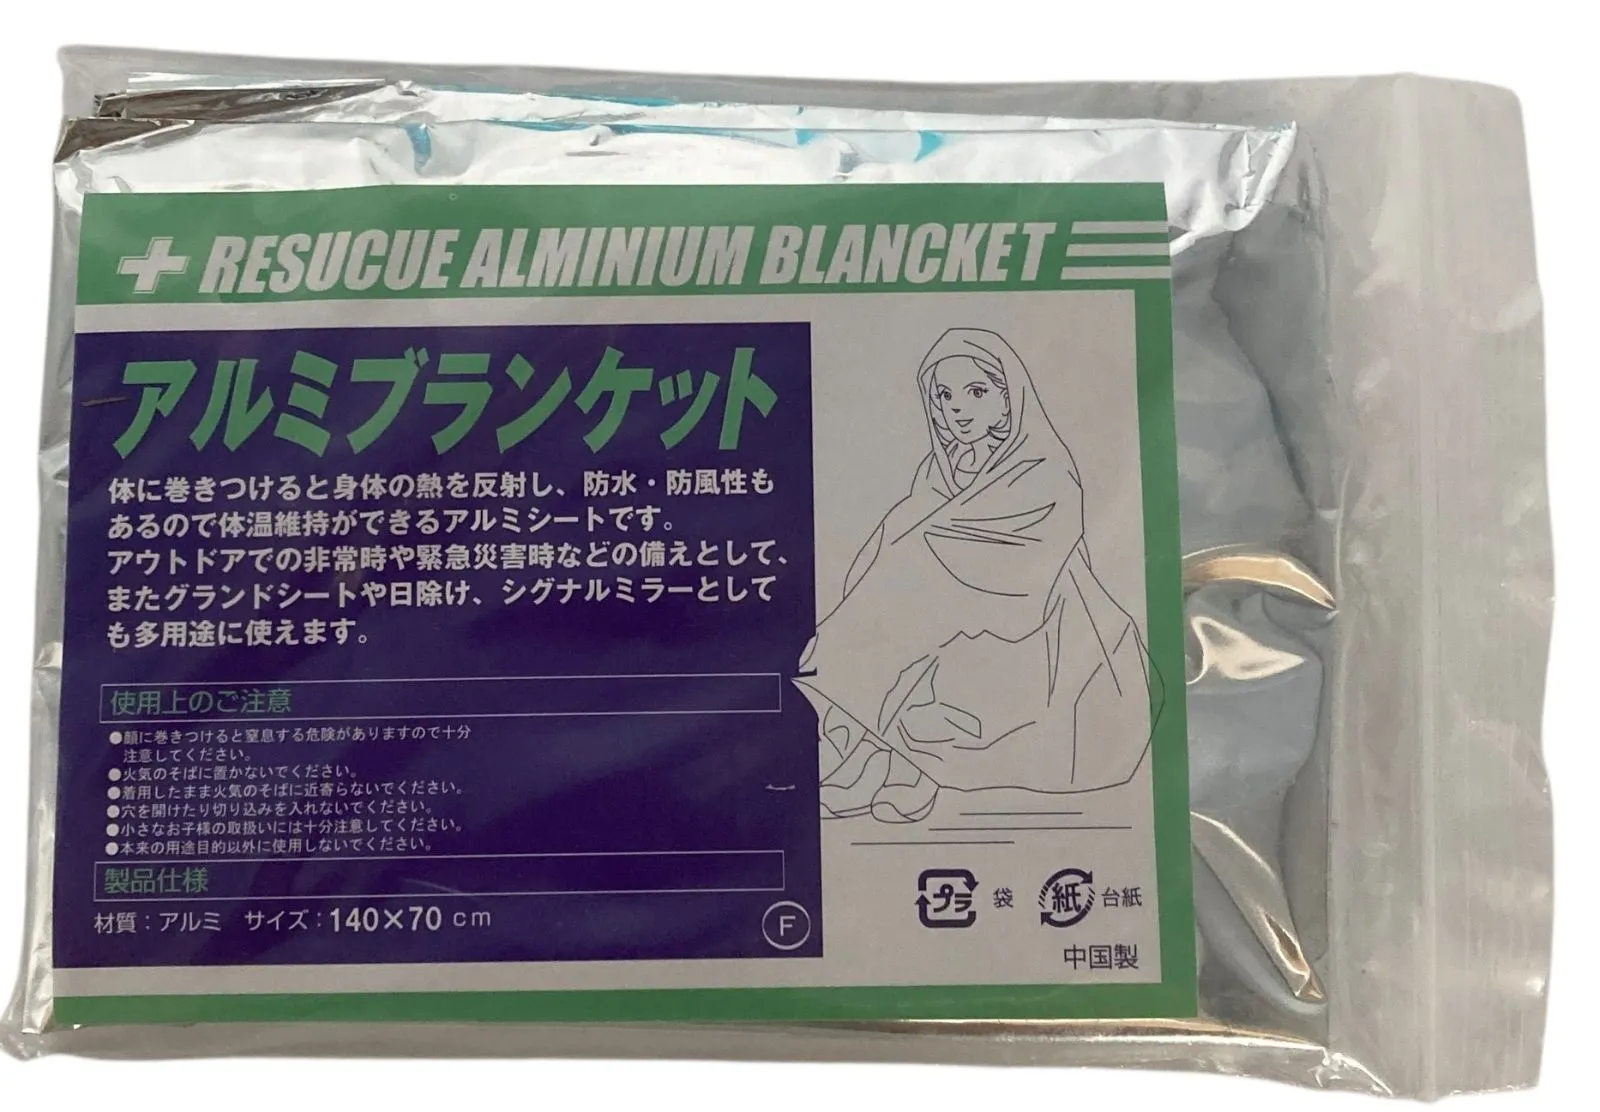 RESUCUE ALMINIUM BLANCKET
アルミブランケット
体に巻きつけると身体の熱を反射し、防水・防風性も
あるので体温維持ができるアルミシートです。
アウトドアでの非常時や緊急災害時などの備えとして、
またグランドシートや日除け、シグナルミラーとして
も多用途に使えます。
使用上のご注意
●顔に巻きつけると窒息する危険がありますので十分
注意してください。
●火気のそばに置かないでください。
●着用したまま火気のそばに近寄らないでください。
●穴を開けたり切り込みを入れないでください。
●小さなお子様の取扱いには十分注意してください。
●本来の用途目的以外に使用しないでください。
製品仕様
材質：アルミ サイズ：140×70 cm
F
プラ 袋 紙 台紙
中国製